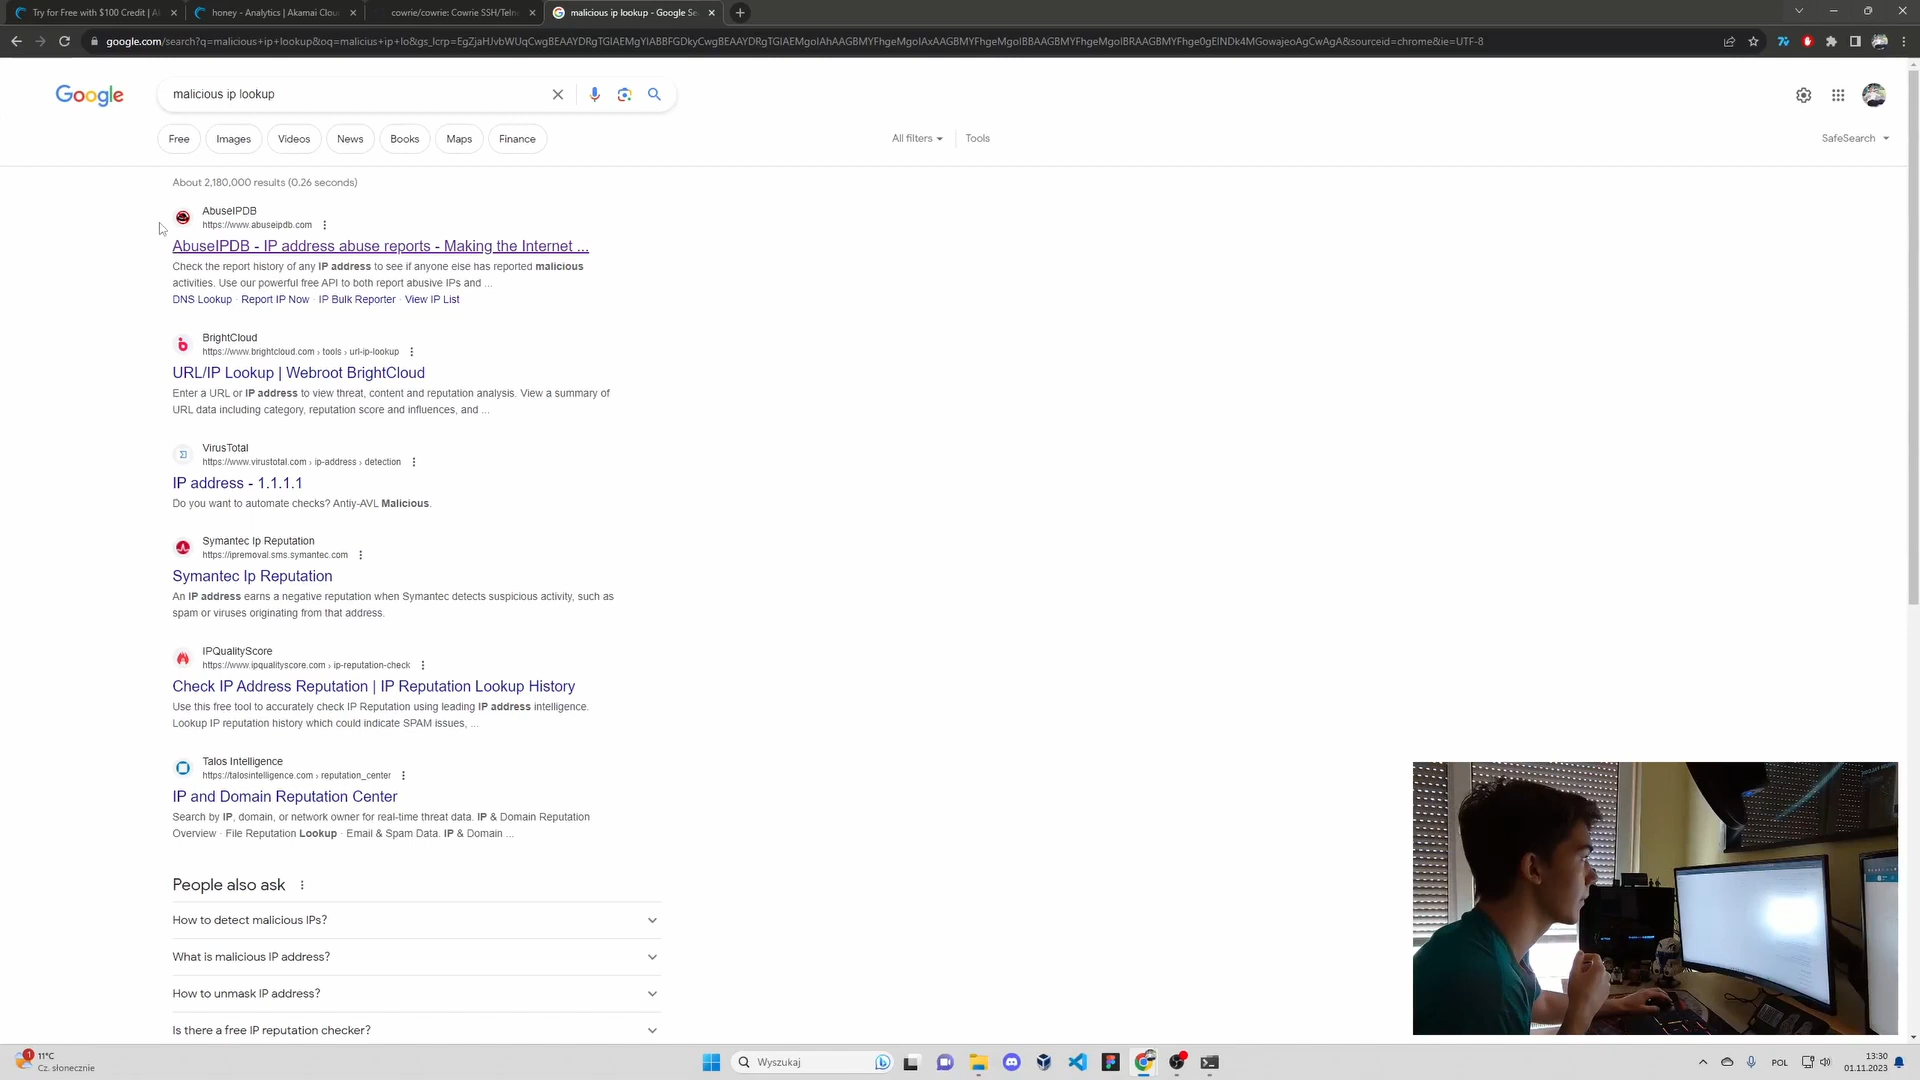 Try for Free with $100 Credit | A
honey - Analytics | Akamai Clou
cowrie/cowrie: Cowrie SSH/Teln
malicious ip lookup - Google Se
google.com/search?q=malicious+ip+lookup&oq=malicius+ip+lo&gs_lcrp=EgZjaHJvbWUqCwgBEAAYDRgTGIAEMgYIABBFGDkyCwgBEAAYDRgTGIAEMgoIAhAAGBMYFhgeMgoIAxAAGBMYFhgeMgoIBBAAGBMYFhgeMgoIBRAAGBMYFhge0gEINDk4MGowajeoAgCwAgA&sourceid=chrome&ie=UTF-8
Google
malicious ip lookup
Free
Images
Videos
News
Books
Maps
Finance
All filters
Tools
SafeSearch
About 2,180,000 results (0.26 seconds)
AbuseIPDB
https://www.abuseipdb.com
AbuseIPDB - IP address abuse reports - Making the Internet ...
Check the report history of any IP address to see if anyone else has reported malicious
activities. Use our powerful free API to both report abusive IPs and ...
DNS Lookup · Report IP Now · IP Bulk Reporter · View IP List
BrightCloud
https://www.brightcloud.com › tools › url-ip-lookup
URL/IP Lookup | Webroot BrightCloud
Enter a URL or IP address to view threat, content and reputation analysis. View a summary of
URL data including category, reputation score and influences, and ...
VirusTotal
https://www.virustotal.com › ip-address › detection
IP address - 1.1.1.1
Do you want to automate checks? Antiy-AVL Malicious.
Symantec Ip Reputation
https://ipremoval.sms.symantec.com
Symantec Ip Reputation
An IP address earns a negative reputation when Symantec detects suspicious activity, such as
spam or viruses originating from that address.
IPQualityScore
https://www.ipqualityscore.com › ip-reputation-check
Check IP Address Reputation | IP Reputation Lookup History
Use this free tool to accurately check IP Reputation using leading IP address intelligence.
Lookup IP reputation history which could indicate SPAM issues, ...
Talos Intelligence
https://talosintelligence.com › reputation_center
IP and Domain Reputation Center
Search by IP, domain, or network owner for real-time threat data. IP & Domain Reputation
Overview · File Reputation Lookup · Email & Spam Data. IP & Domain ...
People also ask
How to detect malicious IPs?
What is malicious IP address?
How to unmask IP address?
Is there a free IP reputation checker?
1
11°C
Cz. słonecznie
Wyszukaj
POL
13:30
01.11.2023